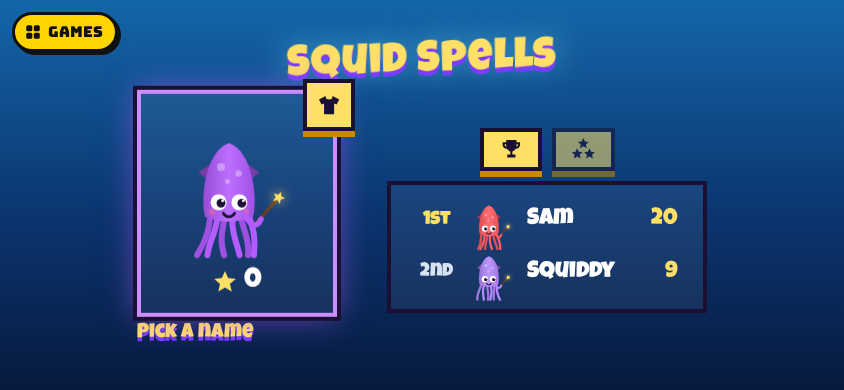 GAMES
SQUID SPELLS
0
PICK A NAME
1ST SAM 20
2ND SQUIDDY 9